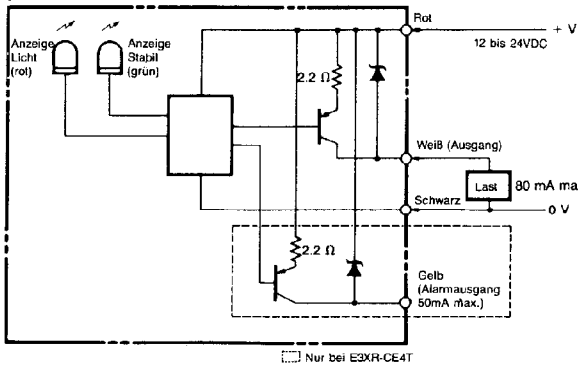 Rot
+ V
12 bis 24VDC
Anzeige
Licht
(rot)
Anzeige
Stabil
(grün)
2.2 Ω
Weiß (Ausgang)
Last
80 mA ma
Schwarz
0 V
2.2 Ω
Gelb
(Alarmausgang
50mA max.)
Nur bei E3XR-CE4T